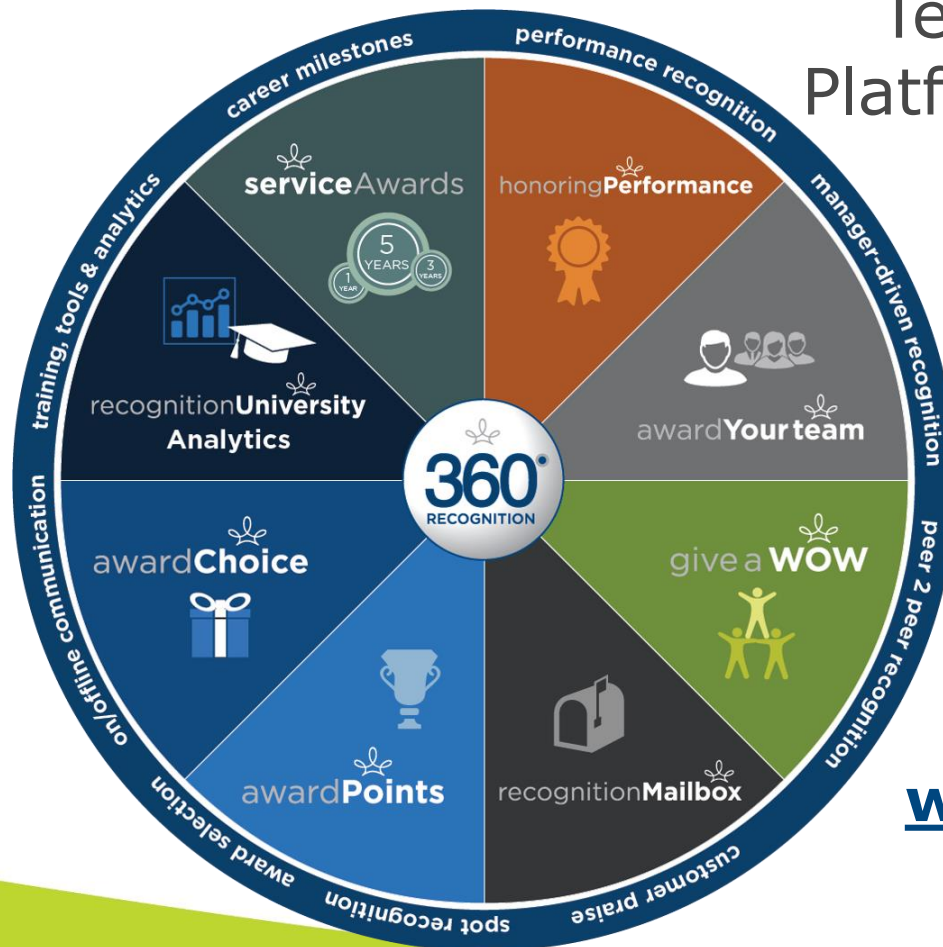 career milestones
performance recognition
manager-driven recognition
peer 2 peer recognition
customer praise
spot recognition
award selection
on/offline communication
training, tools & analytics
serviceAwards
1
YEAR
5
YEARS
3
YEARS
honoringPerformance
awardYour team
give a WOW
recognitionMailbox
awardPoints
awardChoice
recognitionUniversity
Analytics
360°
RECOGNITION